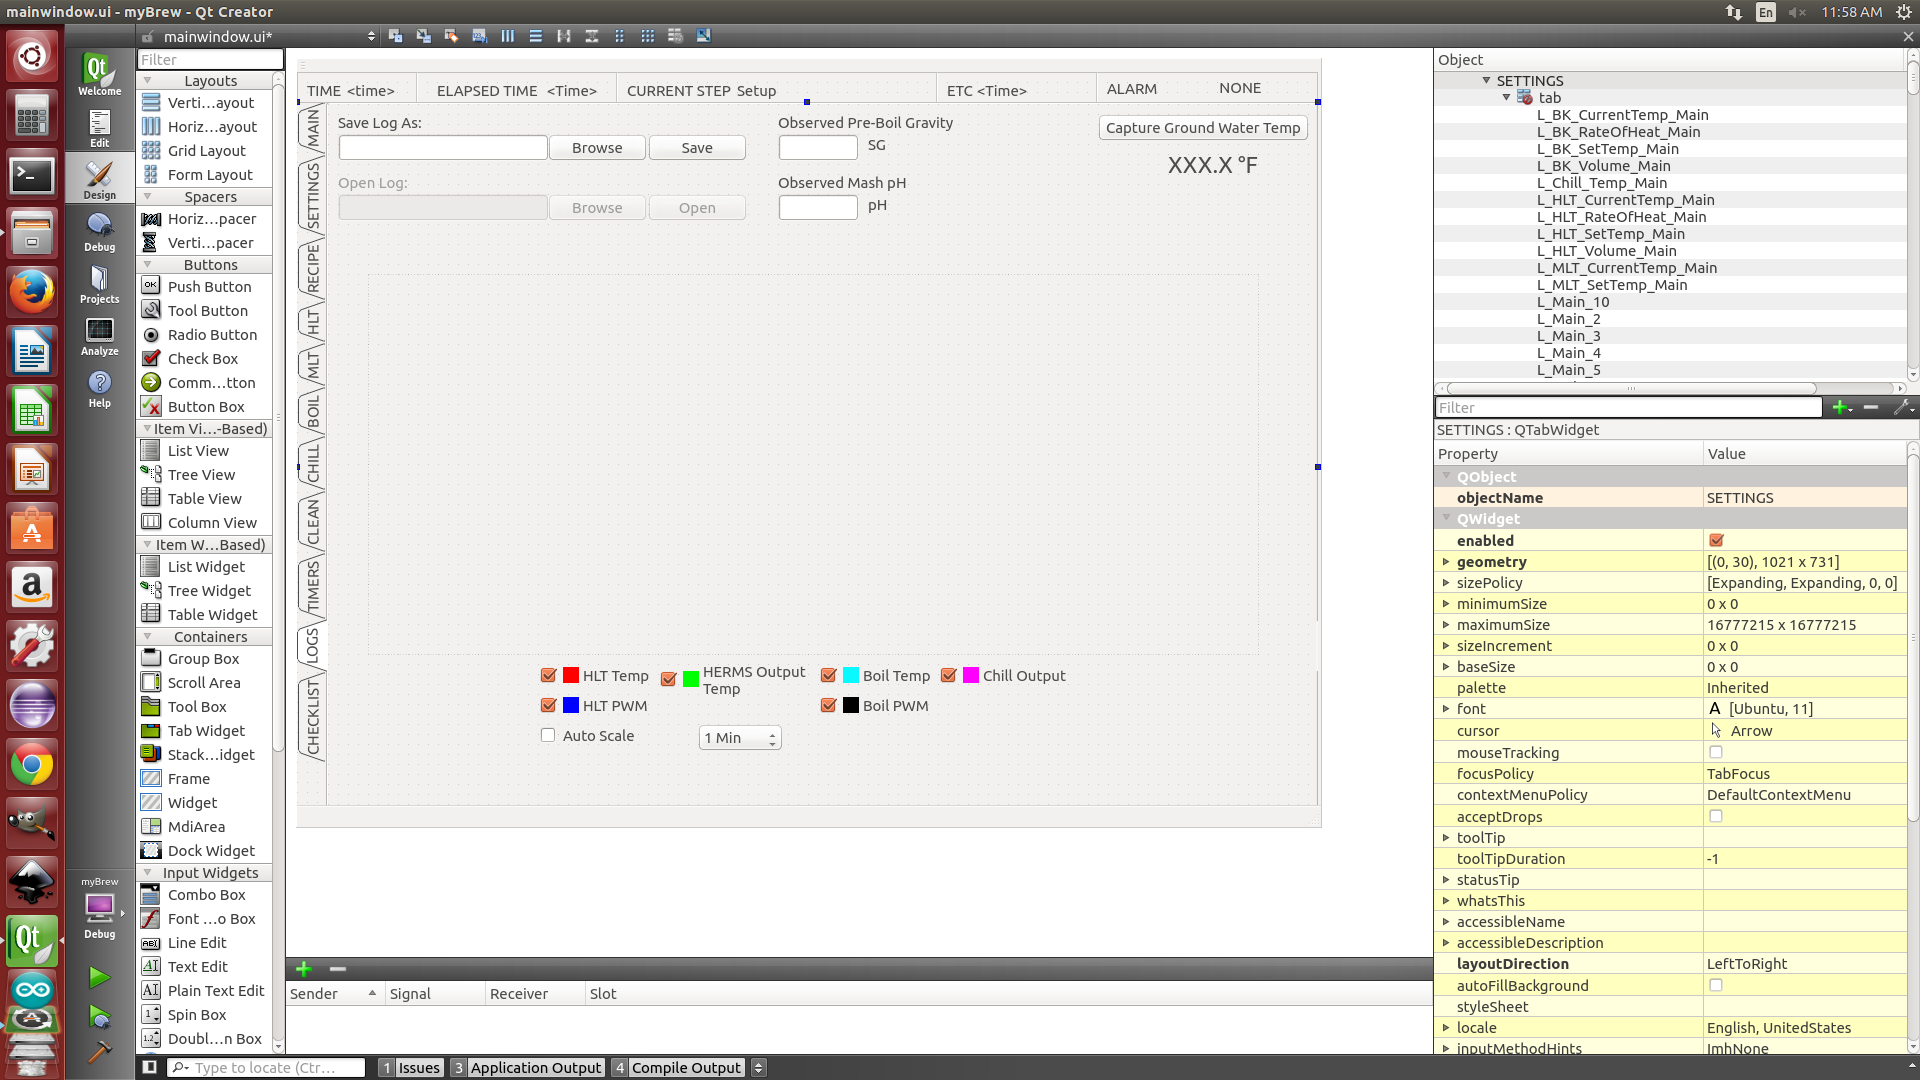 mainwindow.ui - myBrew - Qt Creator
En
11:58 AM
mainwindow.ui*
Welcome
Edit
Design
Debug
Projects
Analyze
Help
myBrew
Debug
Filter
Layouts
Verti...ayout
Horiz...ayout
Grid Layout
Form Layout
Spacers
Horiz...pacer
Verti...pacer
Buttons
Push Button
Tool Button
Radio Button
Check Box
Comm...tton
Button Box
Item Vi...-Based)
List View
Tree View
Table View
Column View
Item W...Based)
List Widget
Tree Widget
Table Widget
Containers
Group Box
Scroll Area
Tool Box
Tab Widget
Stack...idget
Frame
Widget
MdiArea
Dock Widget
Input Widgets
Combo Box
Font ...o Box
Line Edit
Text Edit
Plain Text Edit
Spin Box
Doubl...n Box
TIME <time>
ELAPSED TIME <Time>
CURRENT STEP Setup
ETC <Time>
ALARM
NONE
MAIN
SETTINGS
RECIPE
HLT
MLT
BOIL
CHILL
CLEAN
TIMERS
LOGS
CHECKLIST
Save Log As:
Browse
Save
Open Log:
Browse
Open
Observed Pre-Boil Gravity
SG
Observed Mash pH
pH
Capture Ground Water Temp
XXX.X °F
HLT Temp
HERMS Output
Temp
Boil Temp
Chill Output
HLT PWM
Boil PWM
Auto Scale
1 Min
Sender
Signal
Receiver
Slot
Type to locate (Ctr...
1 Issues
3 Application Output
4 Compile Output
Object
SETTINGS
tab
L_BK_CurrentTemp_Main
L_BK_RateOfHeat_Main
L_BK_SetTemp_Main
L_BK_Volume_Main
L_Chill_Temp_Main
L_HLT_CurrentTemp_Main
L_HLT_RateOfHeat_Main
L_HLT_SetTemp_Main
L_HLT_Volume_Main
L_MLT_CurrentTemp_Main
L_MLT_SetTemp_Main
L_Main_10
L_Main_2
L_Main_3
L_Main_4
L_Main_5
Filter
SETTINGS : QTabWidget
Property Value
QObject
objectName SETTINGS
QWidget
enabled
geometry [(0, 30), 1021 x 731]
sizePolicy [Expanding, Expanding, 0, 0]
minimumSize 0 x 0
maximumSize 16777215 x 16777215
sizeIncrement 0 x 0
baseSize 0 x 0
palette Inherited
font A [Ubuntu, 11]
cursor Arrow
mouseTracking
focusPolicy TabFocus
contextMenuPolicy DefaultContextMenu
acceptDrops
toolTip
toolTipDuration -1
statusTip
whatsThis
accessibleName
accessibleDescription
layoutDirection LeftToRight
autoFillBackground
styleSheet
locale English, UnitedStates
inputMethodHints ImhNone